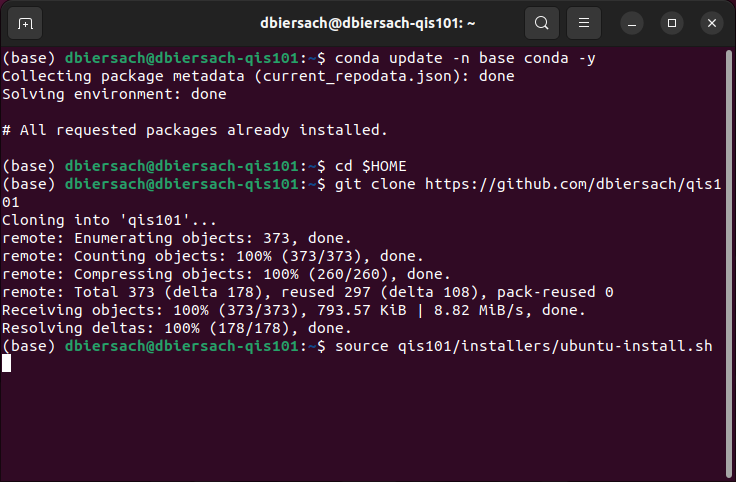 dbiersach@dbiersach-qis101: ~
(base) dbiersach@dbiersach-qis101:~$ conda update -n base conda -y
Collecting package metadata (current_repodata.json): done
Solving environment: done
# All requested packages already installed.
(base) dbiersach@dbiersach-qis101:~$ cd $HOME
(base) dbiersach@dbiersach-qis101:~$ git clone https://github.com/dbiersach/qis1
01
Cloning into 'qis101'...
remote: Enumerating objects: 373, done.
remote: Counting objects: 100% (373/373), done.
remote: Compressing objects: 100% (260/260), done.
remote: Total 373 (delta 178), reused 297 (delta 108), pack-reused 0
Receiving objects: 100% (373/373), 793.57 KiB | 8.82 MiB/s, done.
Resolving deltas: 100% (178/178), done.
(base) dbiersach@dbiersach-qis101:~$ source qis101/installers/ubuntu-install.sh